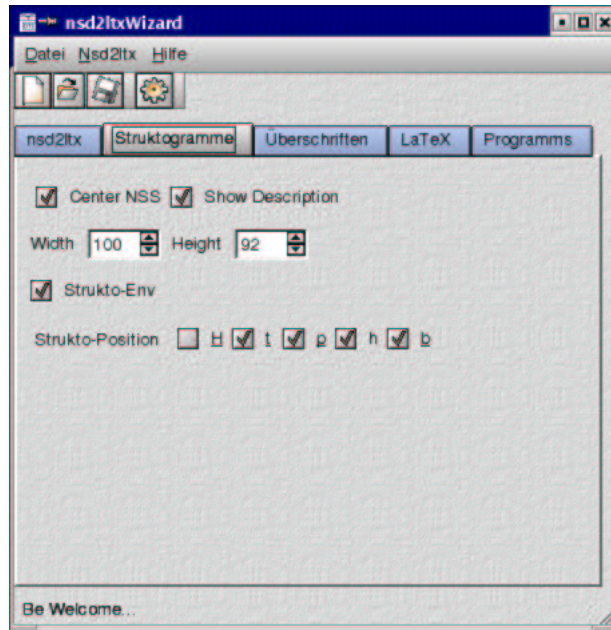 nsd2ltxWizard
Datei Nsd2ltx Hilfe
nsd2ltx Struktogramme Überschriften LaTeX Programms
Center NSS Show Description
Width 100 Height 92
Strukto-Env
Strukto-Position H t p h b
Be Welcome...